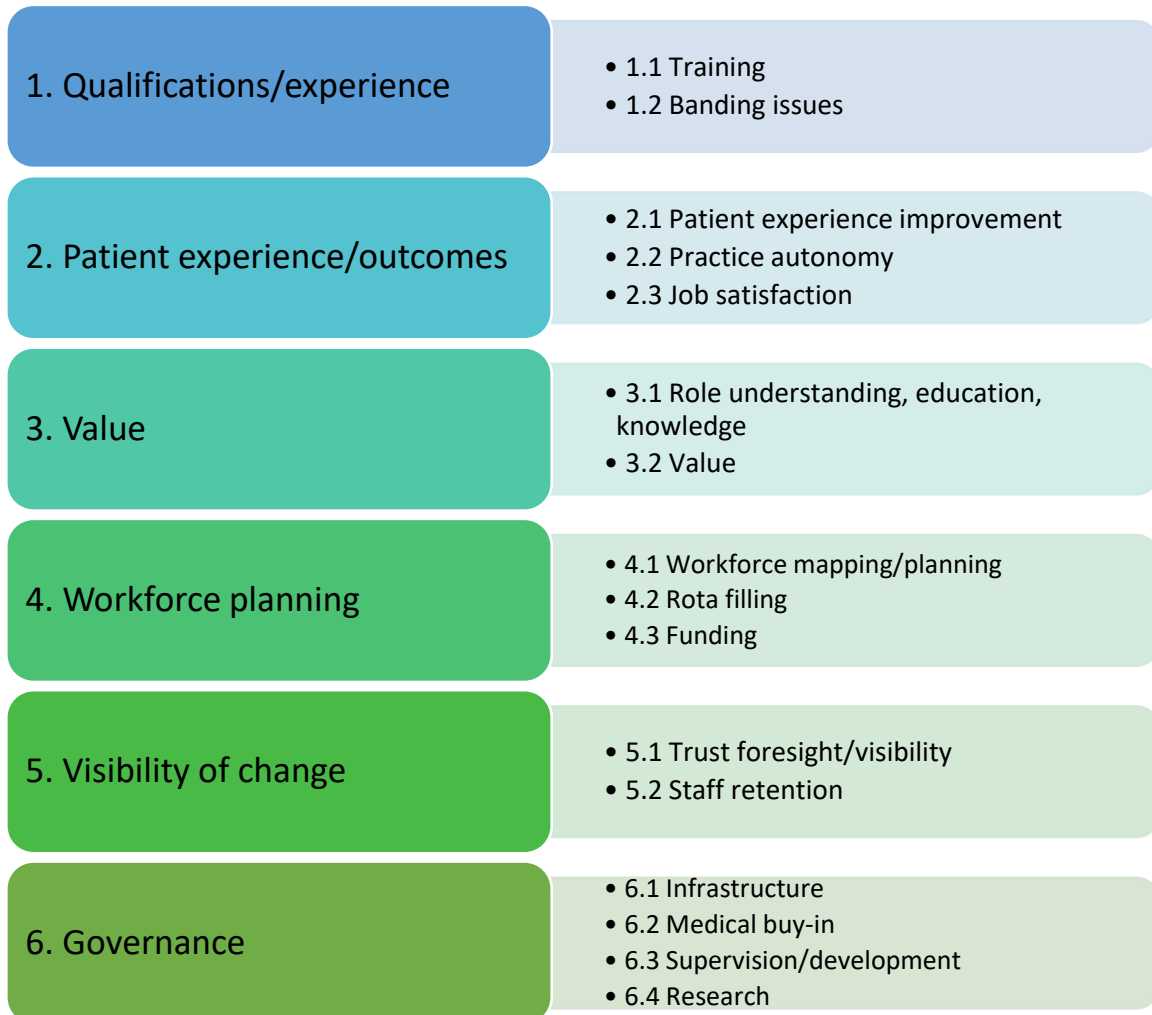 1. Qualifications/experience
• 1.1 Training
• 1.2 Banding issues
2. Patient experience/outcomes
• 2.1 Patient experience improvement
• 2.2 Practice autonomy
• 2.3 Job satisfaction
3. Value
• 3.1 Role understanding, education,
knowledge
• 3.2 Value
4. Workforce planning
• 4.1 Workforce mapping/planning
• 4.2 Rota filling
• 4.3 Funding
5. Visibility of change
• 5.1 Trust foresight/visibility
• 5.2 Staff retention
6. Governance
• 6.1 Infrastructure
• 6.2 Medical buy-in
• 6.3 Supervision/development
• 6.4 Research